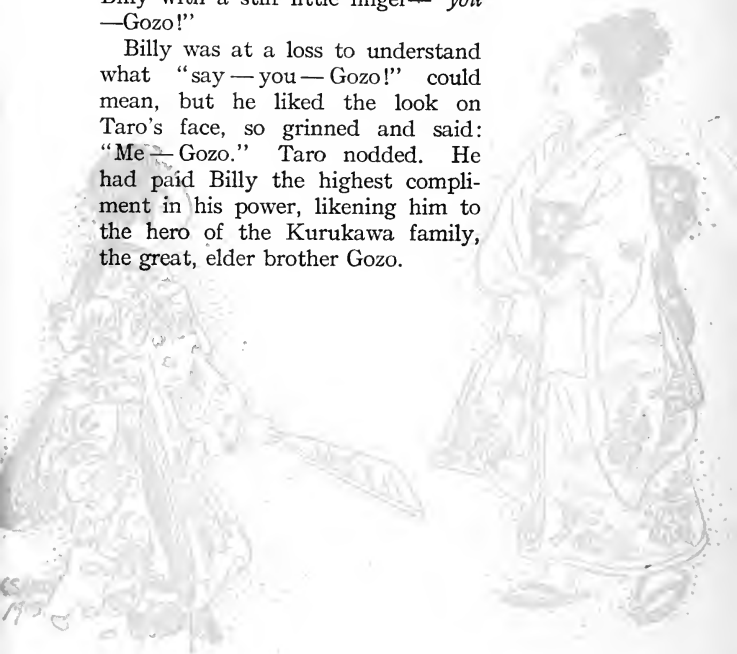 Billy with a little finger— you
—Gozo!”
Billy was at a loss to understand
what “say — you — Gozo!” could
mean, but he liked the look on
Taro’s face, so grinned and said:
“Me — Gozo.” Taro nodded. He
had paid Billy the highest compli-
ment in his power, likening him to
the hero of the Kurukawa family,
the great, elder brother Gozo.